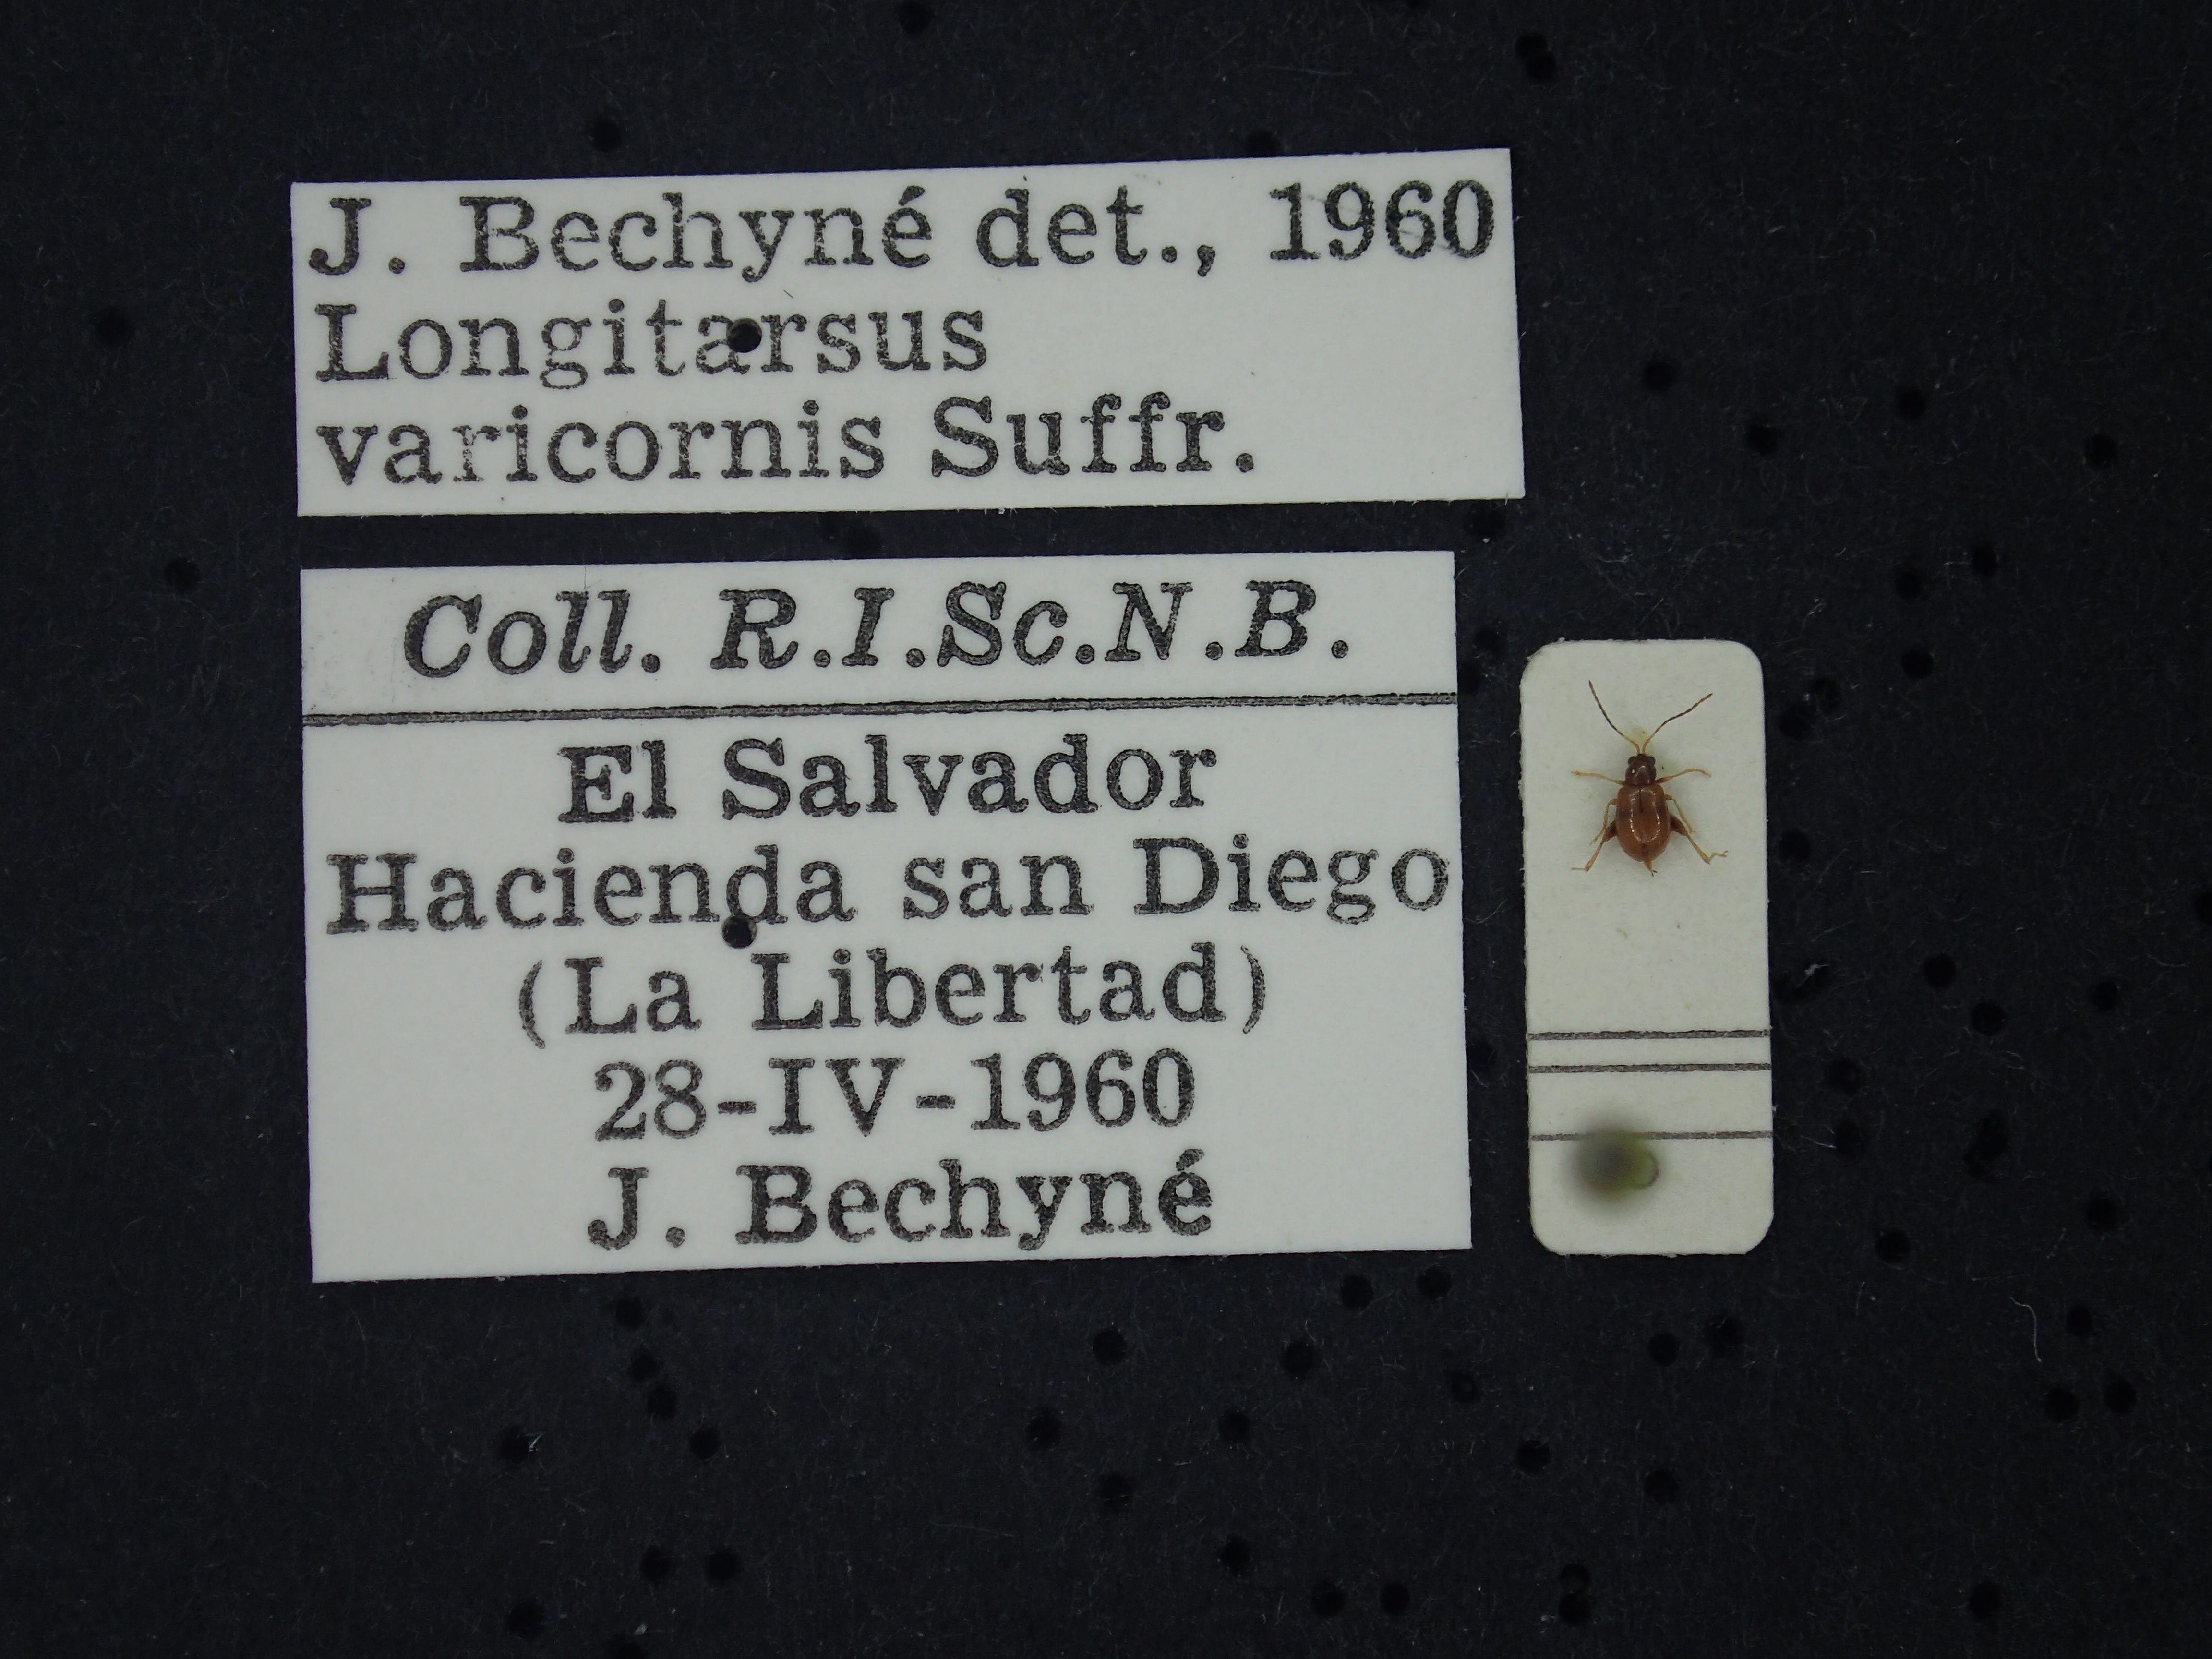 J. Bechyné det., 1960
Longitarsus
varicornis Suffr.
Coll. R.I.Sc.N.B.
El Salvador
Hacienda san Diego
(La Libertad)
28-IV-1960
J. Bechyné